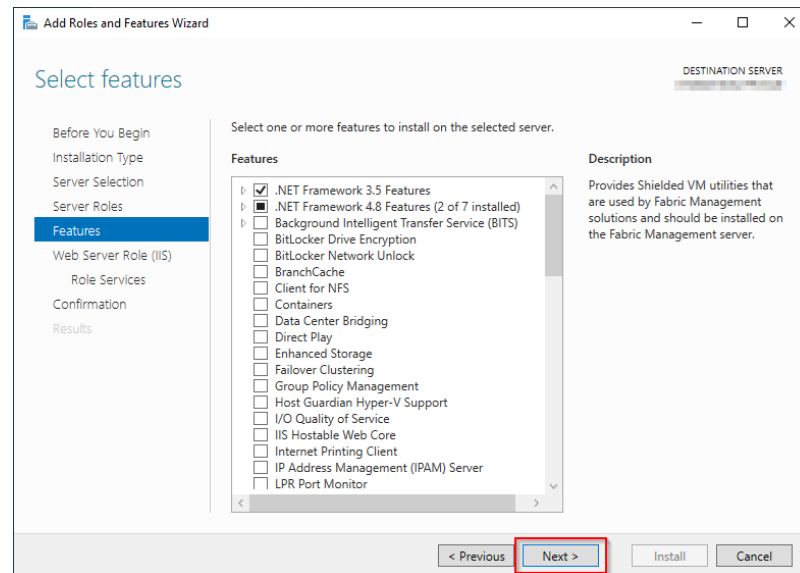 Add Roles and Features Wizard
Select features
DESTINATION SERVER
Before You Begin
Installation Type
Server Selection
Server Roles
Features
Web Server Role (IIS)
Role Services
Confirmation
Results
Select one or more features to install on the selected server.
Features
.NET Framework 3.5 Features
.NET Framework 4.8 Features (2 of 7 installed)
Background Intelligent Transfer Service (BITS)
BitLocker Drive Encryption
BitLocker Network Unlock
BranchCache
Client for NFS
Containers
Data Center Bridging
Direct Play
Enhanced Storage
Failover Clustering
Group Policy Management
Host Guardian Hyper-V Support
I/O Quality of Service
IIS Hostable Web Core
Internet Printing Client
IP Address Management (IPAM) Server
LPR Port Monitor
Description
Provides Shielded VM utilities that
are used by Fabric Management
solutions and should be installed on
the Fabric Management server.
< Previous
Next >
Install
Cancel